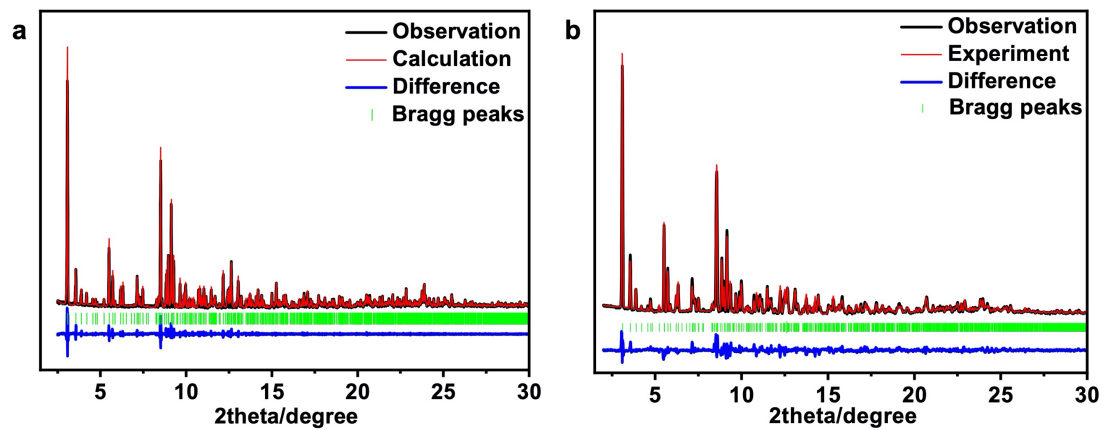 a
Observation
Calculation
Difference
Bragg peaks
5 10 15 20 25 30
2theta/degree
b
Observation
Experiment
Difference
Bragg peaks
5 10 15 20 25 30
2theta/degree